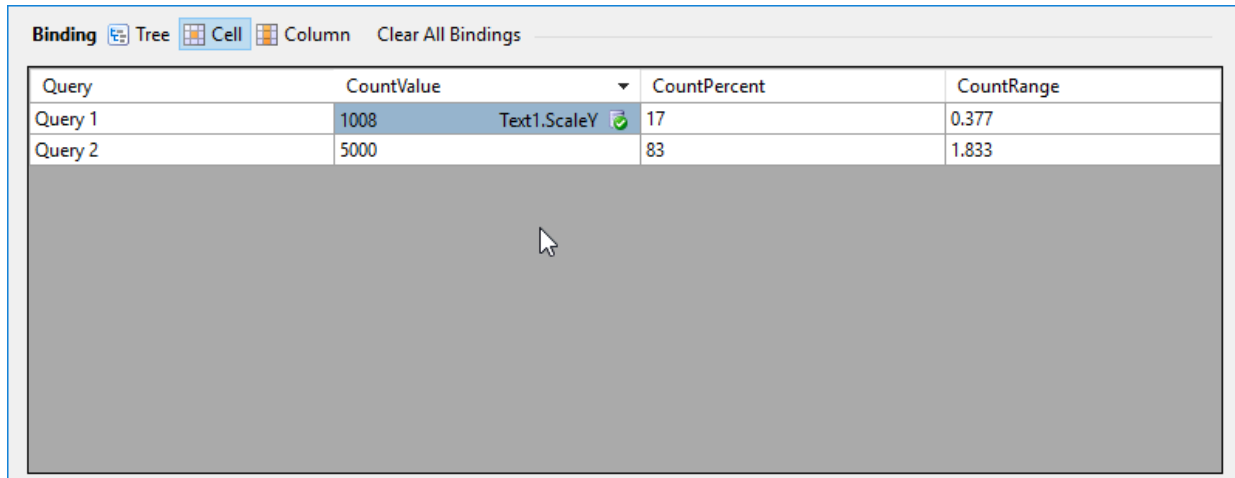 Binding Tree Cell Column Clear All Bindings
Query CountValue CountPercent CountRange
Query 1 1008 Text1.ScaleY 17 0.377
Query 2 5000 83 1.833